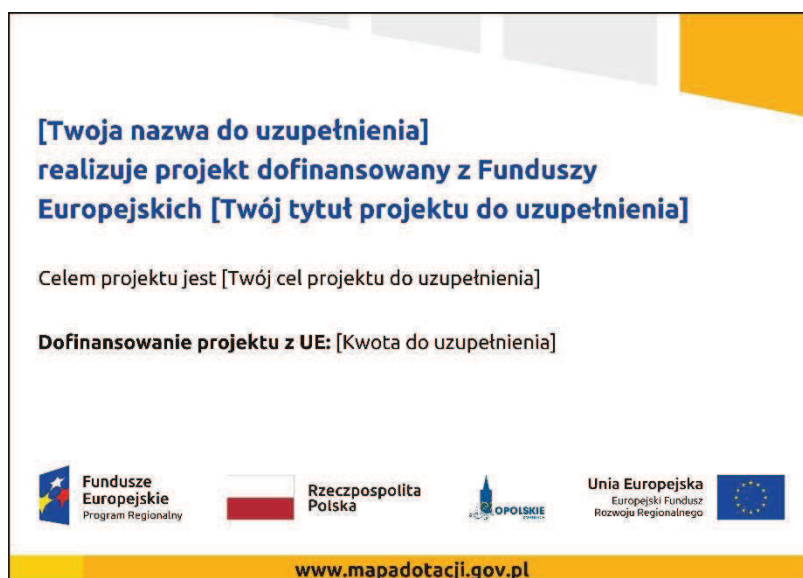 [Twoja nazwa do uzupełnienia]
realizuje projekt dofinansowany z Funduszy
Europejskich [Twój tytuł projektu do uzupełnienia]
Celem projektu jest [Twój cel projektu do uzupełnienia]
Dofinansowanie projektu z UE: [Kwota do uzupełnienia]
Fundusze
Europejskie
Program Regionalny
Rzeczpospolita
Polska
OPOLSKIE
Unia Europejska
Europejski Fundusz
Rozwoju Regionalnego
www.mapadotacji.gov.pl